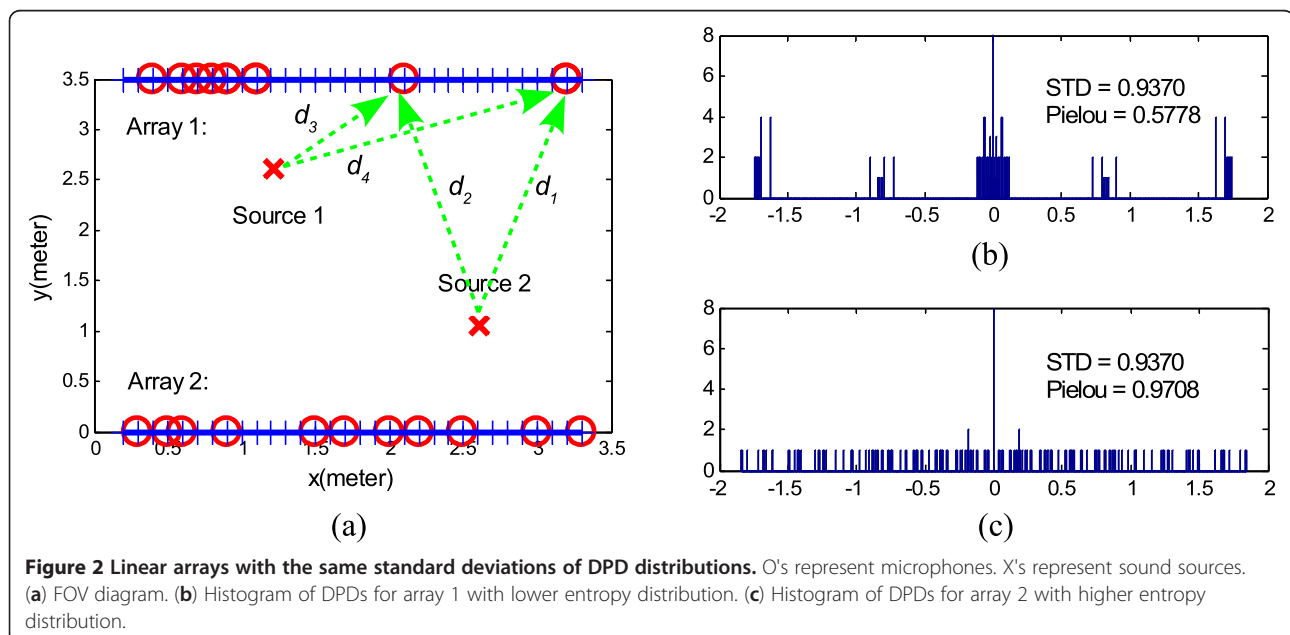 3.5
3
2.5
2
1.5
1
0.5
0
y(meter)
Array 1:
d3
d4
d2
d1
Source 1
Source 2
Array 2:
0 0.5 1 1.5 2 2.5 3 3.5
x(meter)
(a)
8
6
4
2
0
STD = 0.9370
Pielou = 0.5778
-2 -1.5 -1 -0.5 0 0.5 1 1.5 2
(b)
8
6
4
2
0
STD = 0.9370
Pielou = 0.9708
-2 -1.5 -1 -0.5 0 0.5 1 1.5 2
(c)
Figure 2 Linear arrays with the same standard deviations of DPD distributions. O's represent microphones. X's represent sound sources.
(a) FOV diagram. (b) Histogram of DPDs for array 1 with lower entropy distribution. (c) Histogram of DPDs for array 2 with higher entropy
distribution.